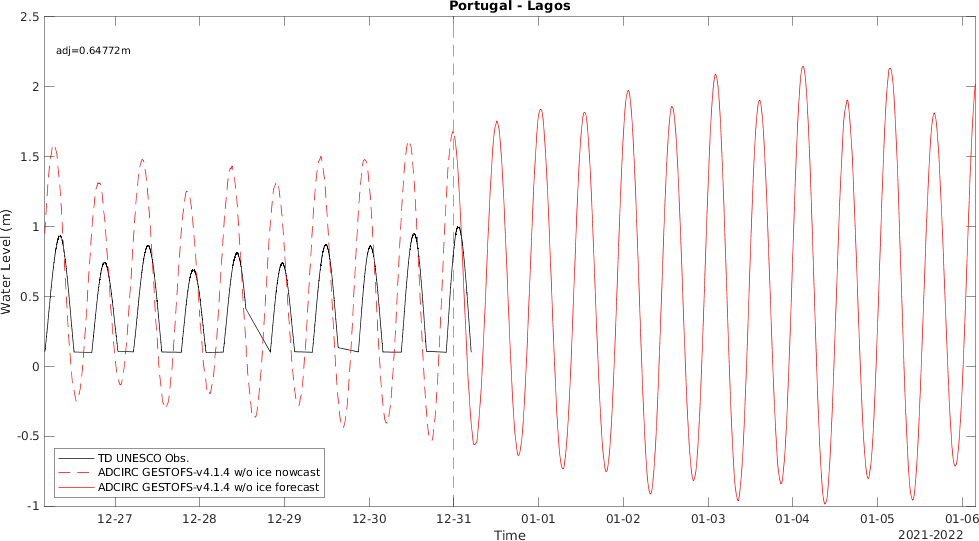 Portugal - Lagos
2.5
adj=0.64772m
2
1.5
1
0.5
0
-0.5
-1
Water Level (m)
TD UNESCO Obs.
ADCIRC GESTOFS-v4.1.4 w/o ice nowcast
ADCIRC GESTOFS-v4.1.4 w/o ice forecast
12-27 12-28 12-29 12-30 12-31 01-01 01-02 01-03 01-04 01-05 01-06
Time
2021-2022